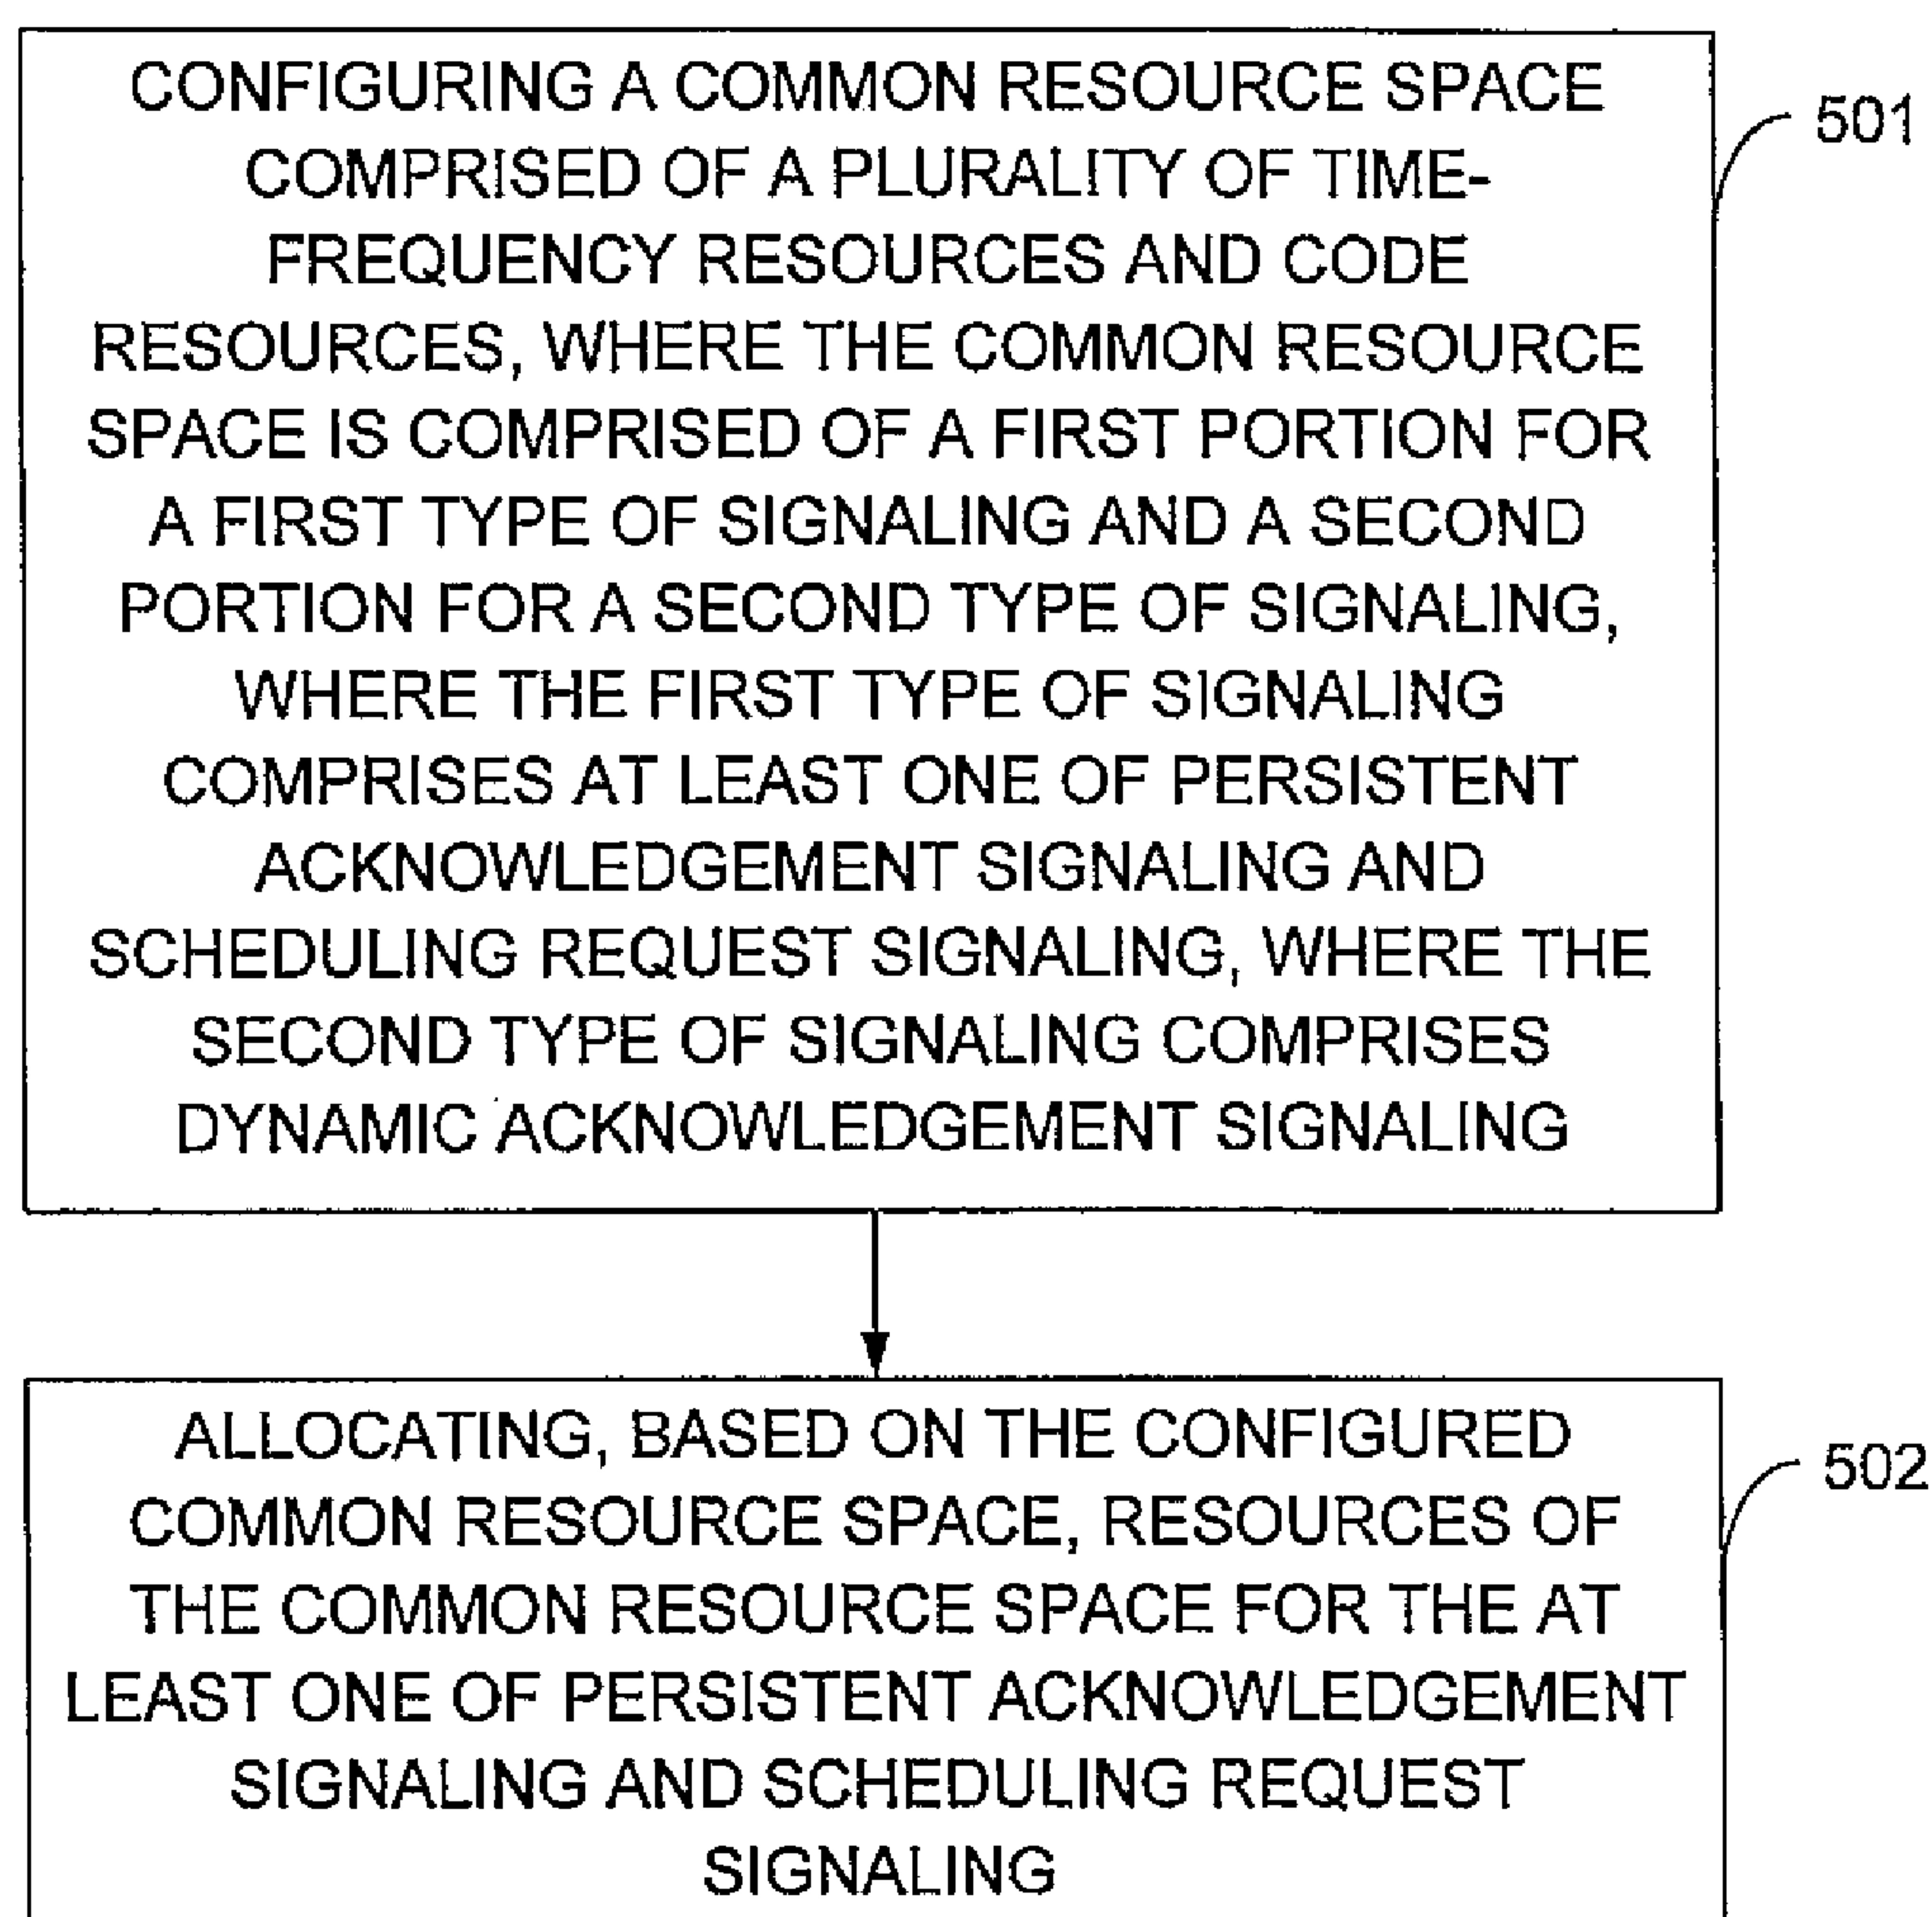 CONFIGURING A COMMON RESOURCE SPACE
COMPRISED OF A PLURALITY OF TIME-
FREQUENCY RESOURCES AND CODE
RESOURCES, WHERE THE COMMON RESOURCE
SPACE IS COMPRISED OF A FIRST PORTION FOR
A FIRST TYPE OF SIGNALING AND A SECOND
PORTION FOR A SECOND TYPE OF SIGNALING,
WHERE THE FIRST TYPE OF SIGNALING
COMPRISES AT LEAST ONE OF PERSISTENT
ACKNOWLEDGEMENT SIGNALING AND
SCHEDULING REQUEST SIGNALING, WHERE THE
SECOND TYPE OF SIGNALING COMPRISES
DYNAMIC ACKNOWLEDGEMENT SIGNALING
501
ALLOCATING, BASED ON THE CONFIGURED
COMMON RESOURCE SPACE, RESOURCES OF
THE COMMON RESOURCE SPACE FOR THE AT
LEAST ONE OF PERSISTENT ACKNOWLEDGEMENT
SIGNALING AND SCHEDULING REQUEST
SIGNALING
502